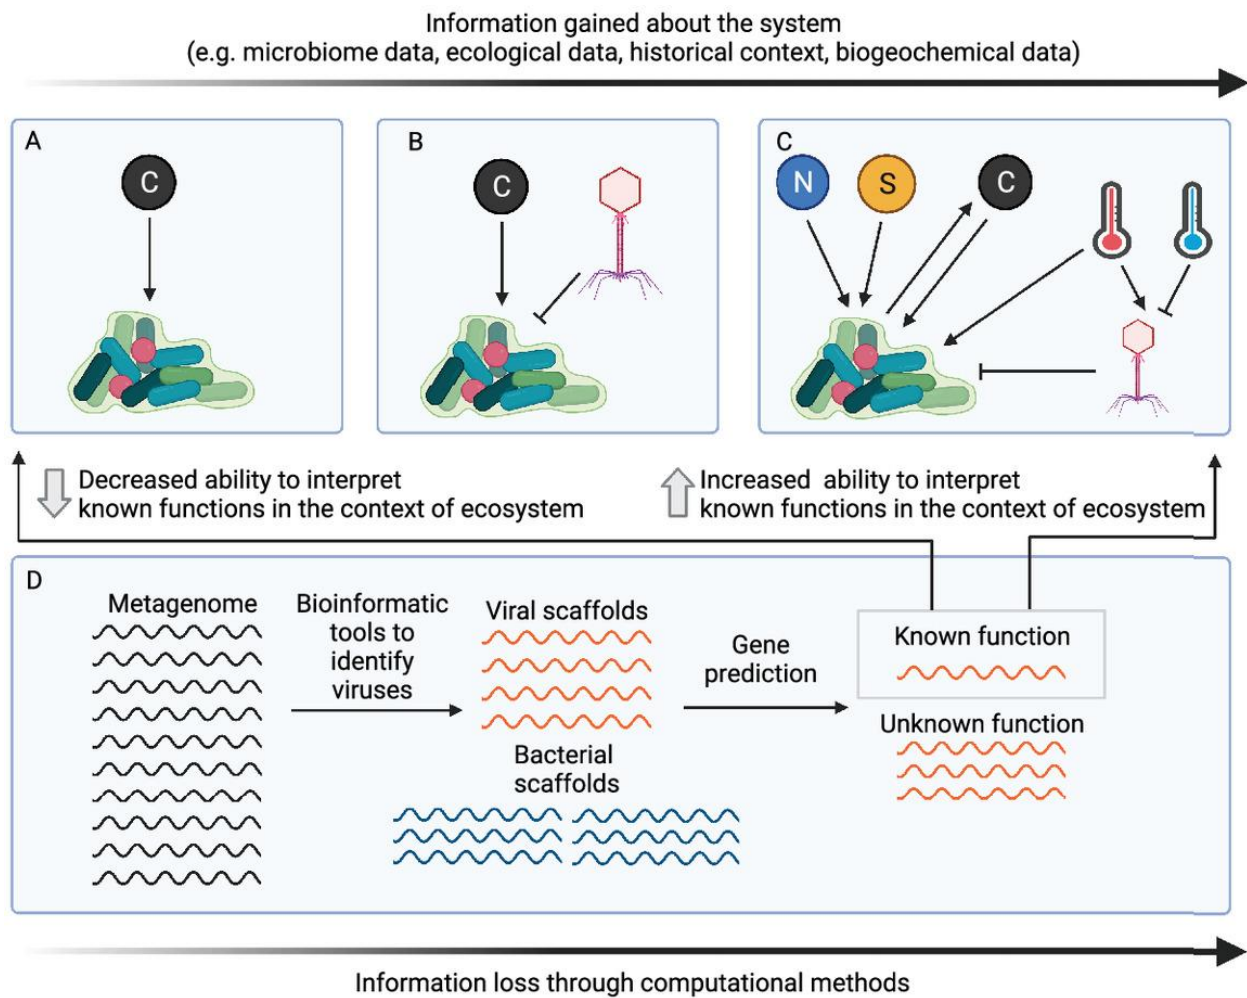 Information gained about the system
(e.g. microbiome data, ecological data, historical context, biogeochemical data)
A
C
B
C
C
N
S
C
Decreased ability to interpret
known functions in the context of ecosystem
Increased ability to interpret
known functions in the context of ecosystem
D
Metagenome
Bioinformatic
tools to
identify
viruses
Viral scaffolds
Bacterial
scaffolds
Gene
prediction
Known function
Unknown function
Information loss through computational methods